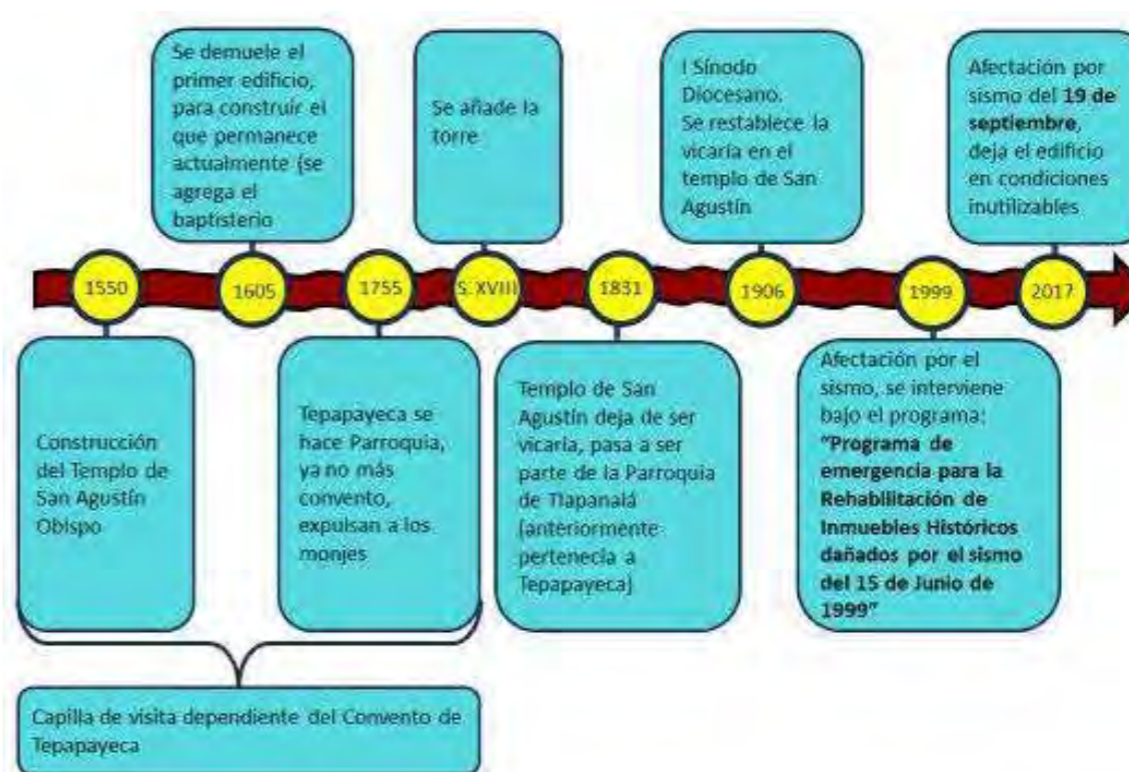 Se demuele el
primer edificio,
para construir el
que permanece
actualmente (se
agrega el
baptisterio
Se añade la
torre
I Sínodo
Diocesano.
Se restablece la
vicaría en el
templo de San
Agustín
Afectación por
sismo del 19 de
septiembre,
deja el edificio
en condiciones
inutilizables
1550
1605
1755
S. XVIII
1831
1906
1999
2017
Construcción
del Templo de
San Agustín
Obispo
Tepapayeca se
hace Parroquia,
ya no más
convento,
expulsan a los
monjes
Templo de San
Agustín deja de ser
vicaría, pasa a ser
parte de la Parroquia
de Tlapanalá
(anteriormente
pertenecía a
Tepapayeca)
Afectación por el
sismo, se interviene
bajo el programa:
"Programa de
emergencia para la
Rehabilitación de
Inmuebles Históricos
dañados por el sismo
del 15 de Junio de
1999"
Capilla de visita dependiente del Convento de
Tepapayeca